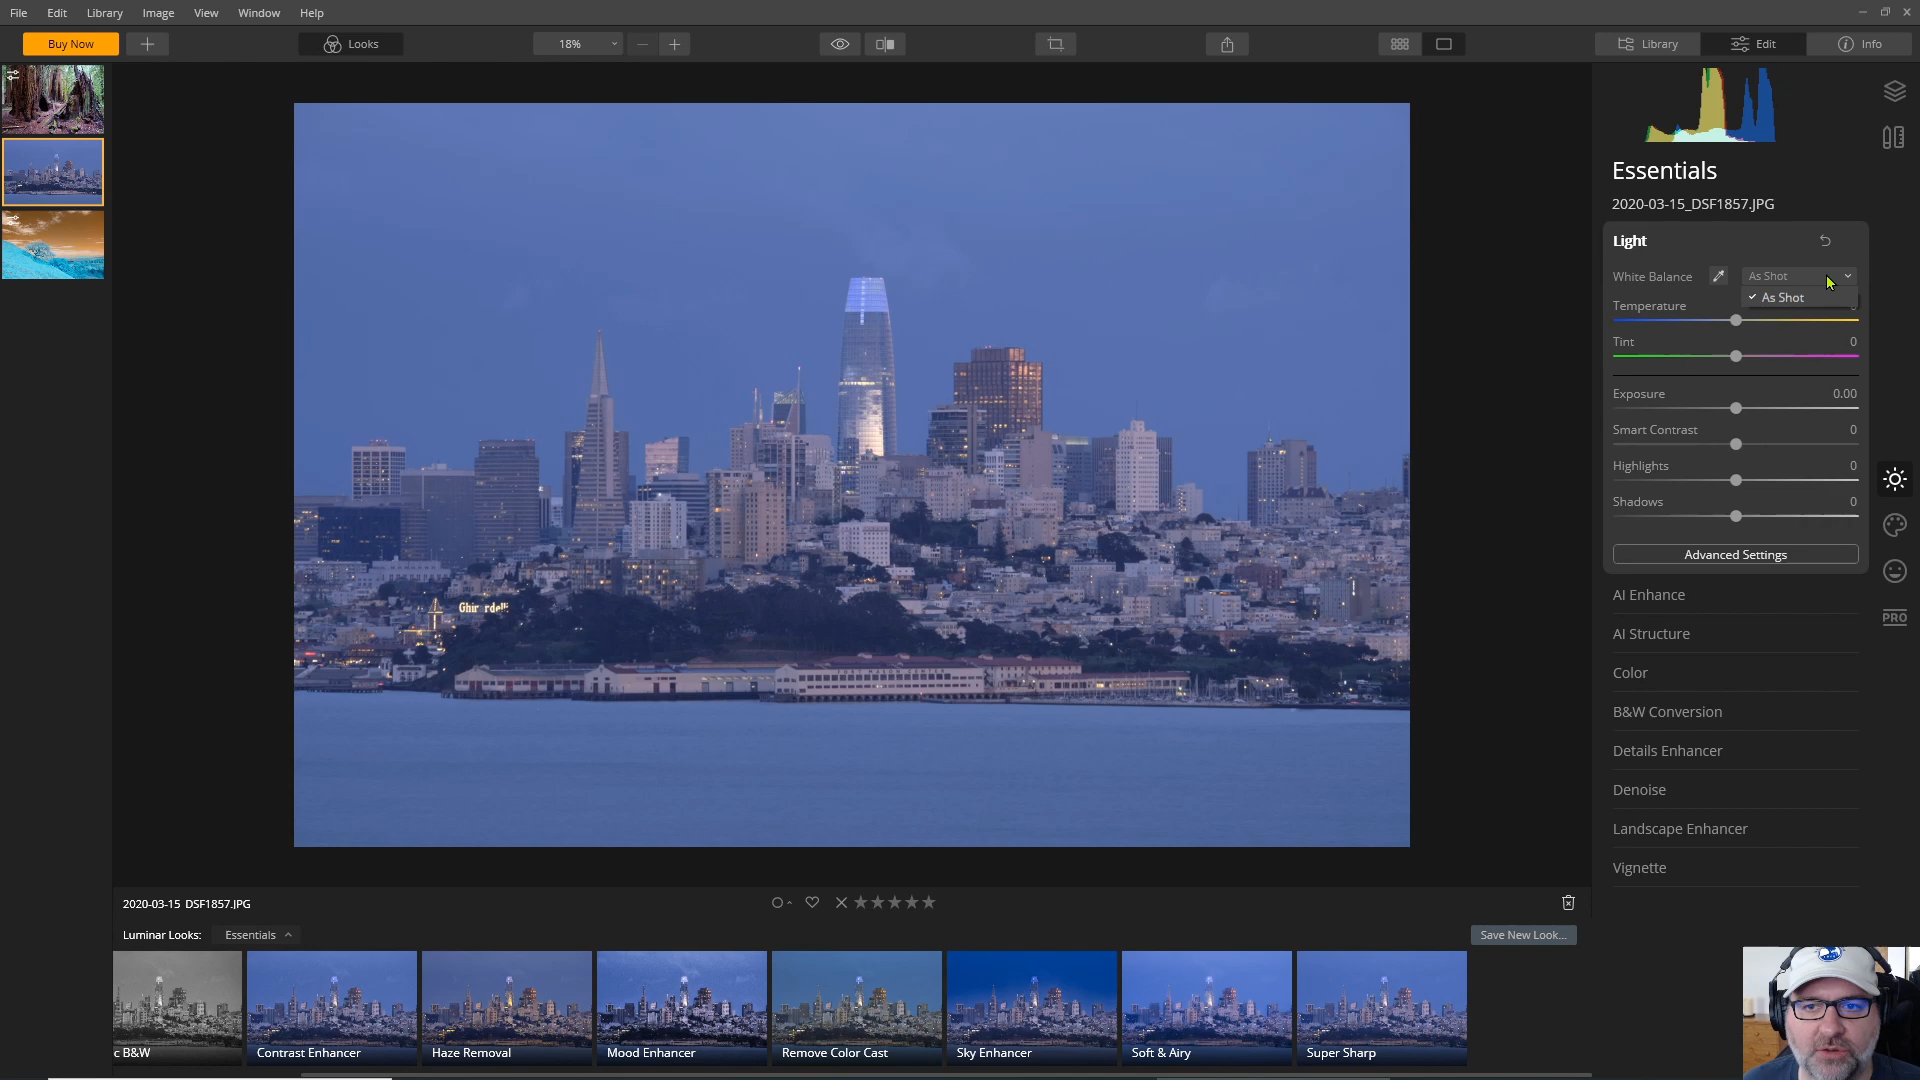 File Edit Library Image View Window Help
Buy Now Looks 18% Library Edit Info
Essentials
2020-03-15_DSF1857.JPG
Light
White Balance As Shot
As Shot
Temperature
Tint 0
Exposure 0.00
Smart Contrast 0
Highlights 0
Shadows 0
Advanced Settings
AI Enhance
AI Structure
Color
B&W Conversion
Details Enhancer
Denoise
Landscape Enhancer
Vignette
PRO
Ghir rdelli
2020-03-15 DSF1857.JPG
Luminar Looks: Essentials Save New Look...
c B&W Contrast Enhancer Haze Removal Mood Enhancer Remove Color Cast Sky Enhancer Soft & Airy Super Sharp